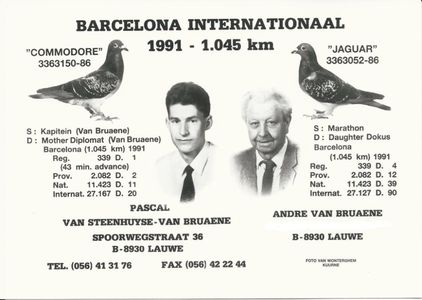 BARCELONA INTERNATIONAAL
1991 - 1.045 km
"COMMODORE"
3363150-86
"JAGUAR"
3363052-86
S : Kapitein (Van Bruaene)
D : Mother Diplomat (Van Bruaene)
Barcelona (1.045 km) 1991
Reg. 339 D. 1
(43 min. advance)
Prov. 2.082 D. 2
Nat. 11.423 D. 11
Internat. 27.167 D. 20
S : Marathon
D : Daughter Dokus
Barcelona
(1.045 km) 1991
Reg. 339 D. 4
Prov. 2.082 D. 12
Nat. 11.423 D. 39
Internat. 27.127 D. 90
PASCAL
VAN STEENHUYSE-VAN BRUAENE
SPOORWEGSTRAAT 36
B-8930 LAUWE
TEL. (056) 41 31 76 FAX (056) 42 22 44
ANDRE VAN BRUAENE
B-8930 LAUWE
FOTO VAN WONTERGHEM
KUURNE